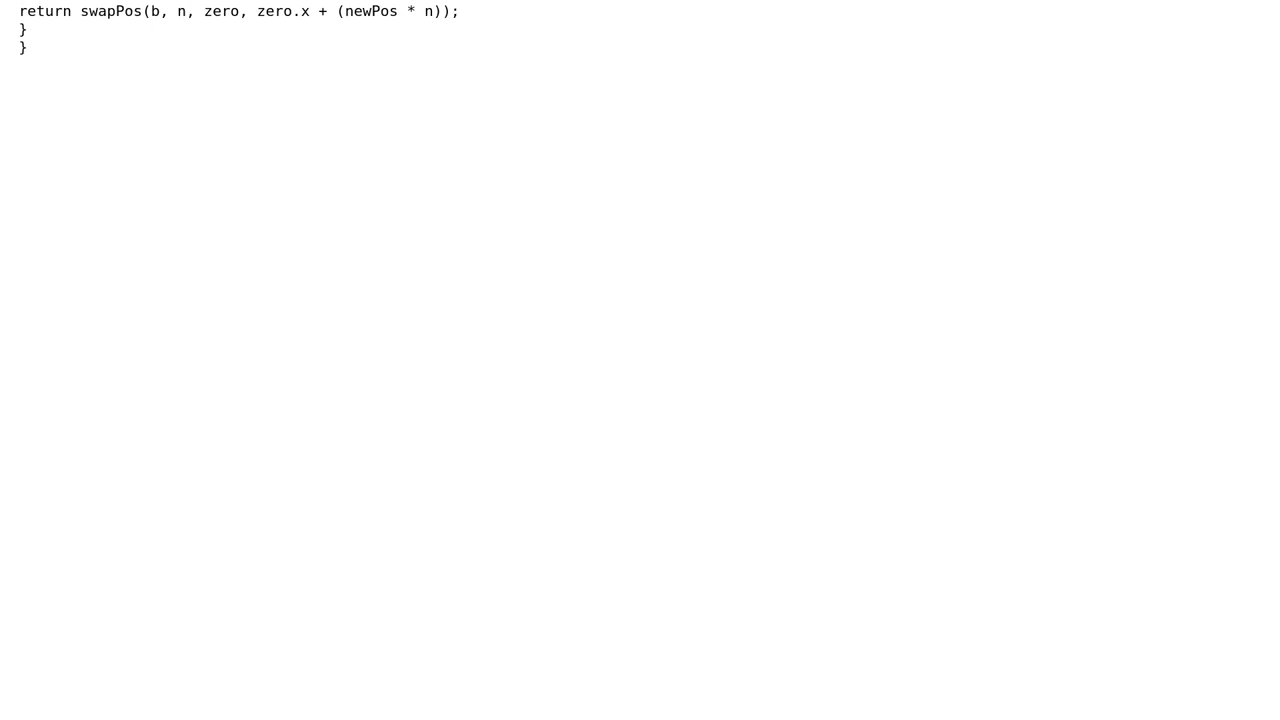 return swapPos(b, n, zero, zero.x + (newPos * n));
}
}